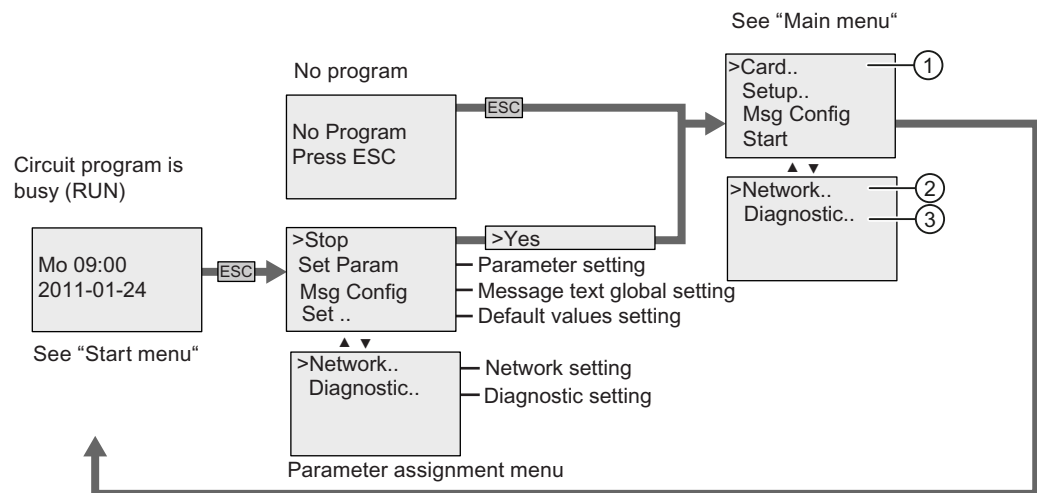 See “Main menu“
No program
>Card..
Setup..
Msg Config
Start
1
ESC
No Program
Press ESC
▲ ▼
>Network..
Diagnostic..
2
3
Circuit program is
busy (RUN)
Mo 09:00
2011-01-24
ESC
>Stop
Set Param
Msg Config
Set ..
>Yes
Parameter setting
Message text global setting
Default values setting
See “Start menu“
▲ ▼
>Network..
Diagnostic..
Network setting
Diagnostic setting
Parameter assignment menu